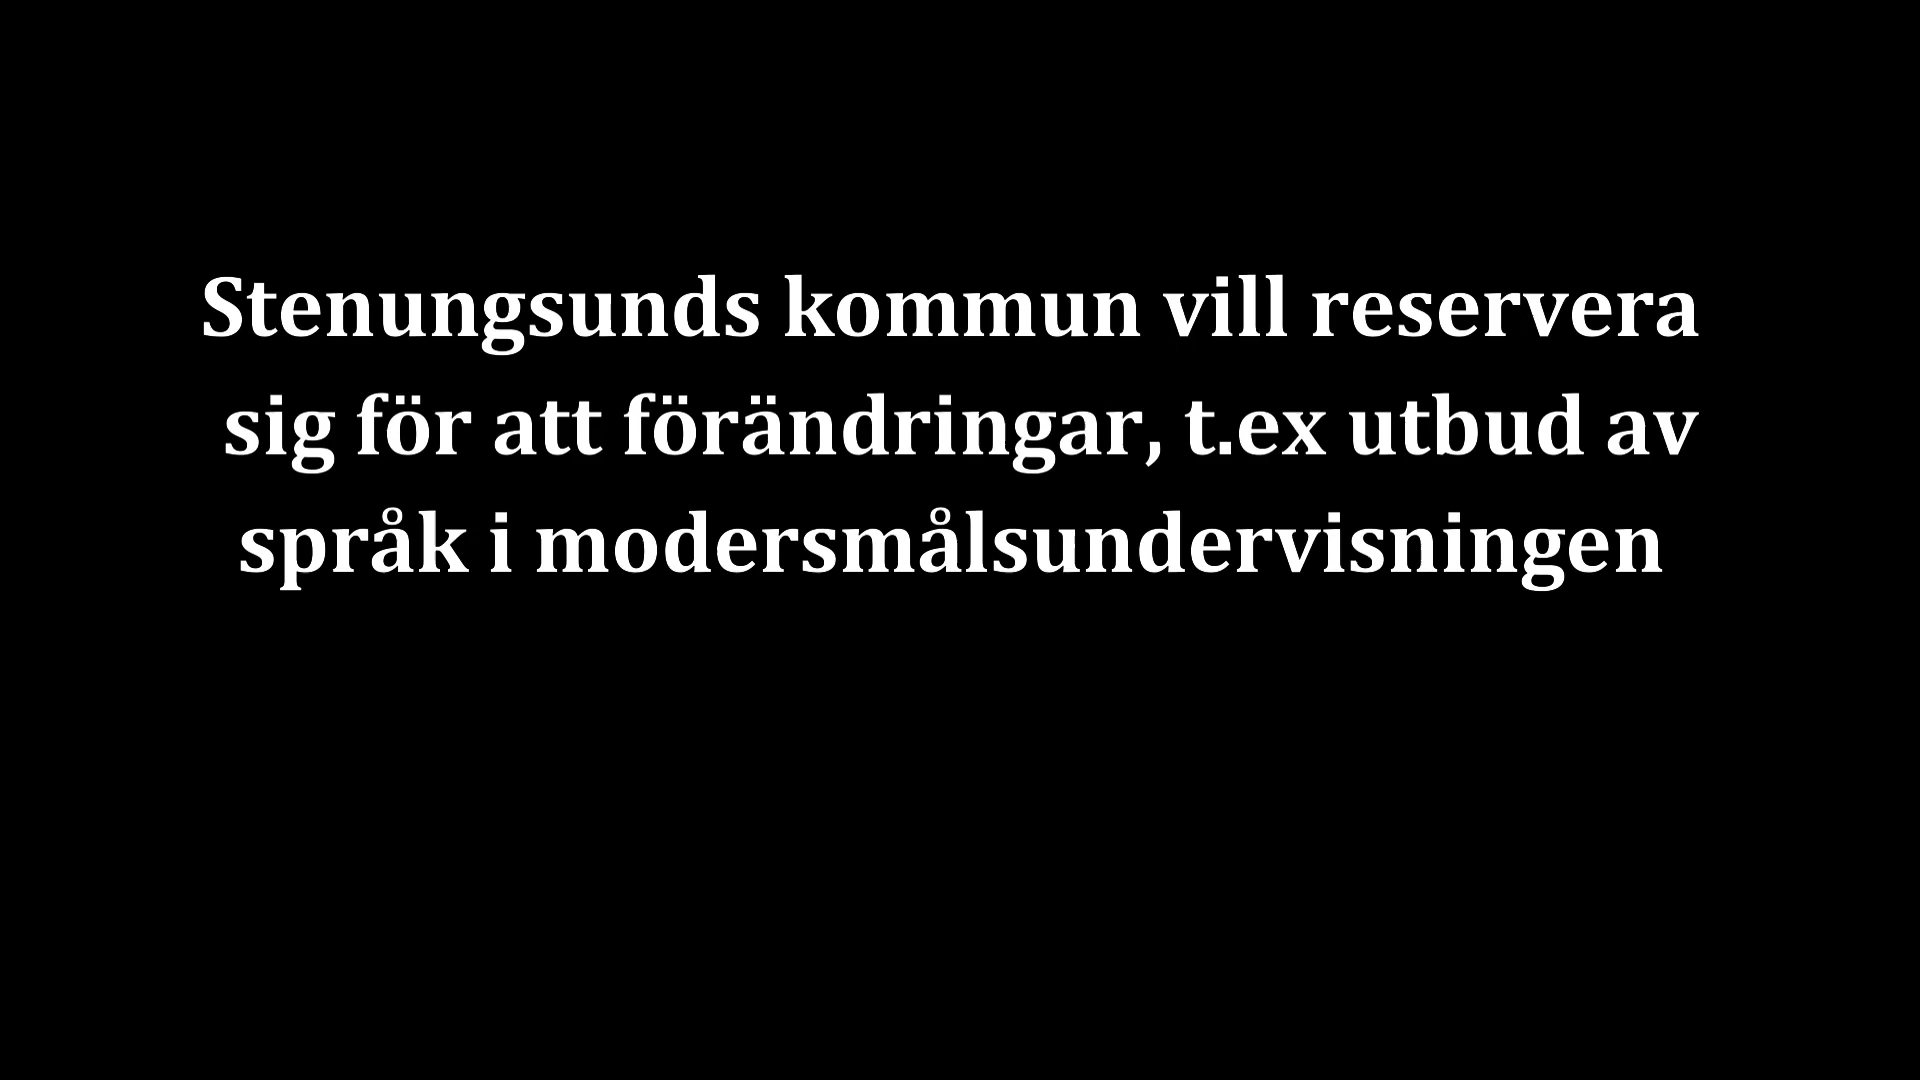 Stenungsunds kommun vill reservera
sig för att förändringar, t.ex utbud av
språk i modersmålsundervisningen